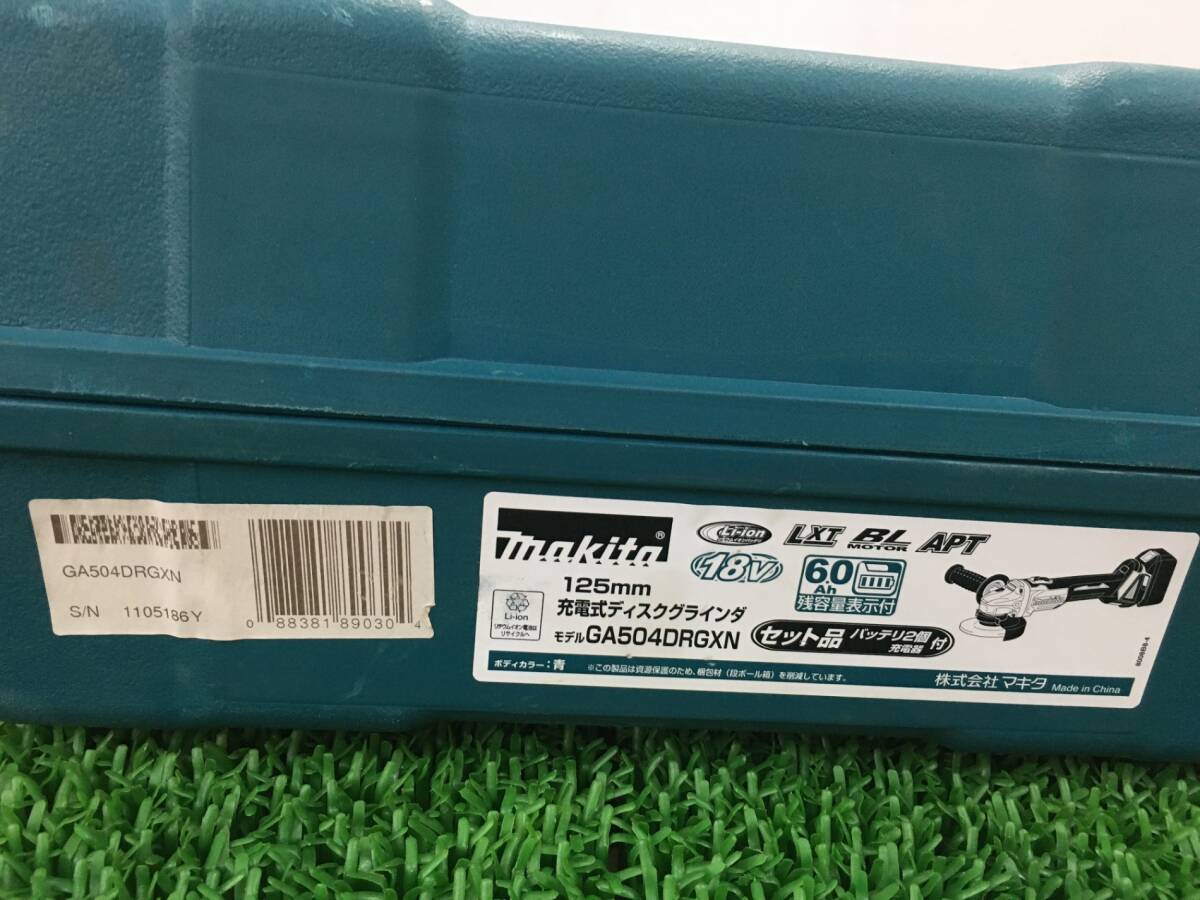 GA504DRGXN
S/N 1105186Y
0 88381 89030 4
makita®
Li-ion
LXT BL MOTOR APT
18V
6.0 Ah
残容量表示付
125mm
充電式ディスクグラインダ
モデル GA504DRGXN
セット品 バッテリ2個 充電器 付
Li-ion
リチウムイオン電池は
リサイクルへ
ボディカラー：青
※この製品は資源保護のため、梱包材（段ボール箱）を削減しています。
株式会社 マキタ Made in China